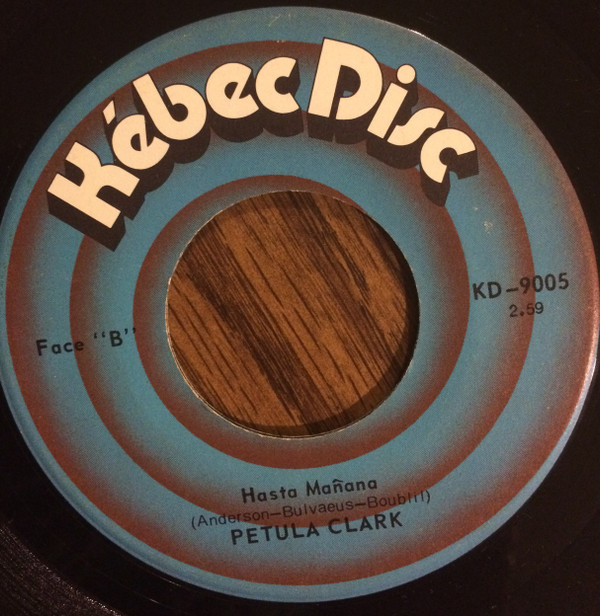 Kébec Disc
KD-9005
2.59
Face "B"
Hasta Mañana
(Anderson-Bulvaeus-Boublil)
PETULA CLARK